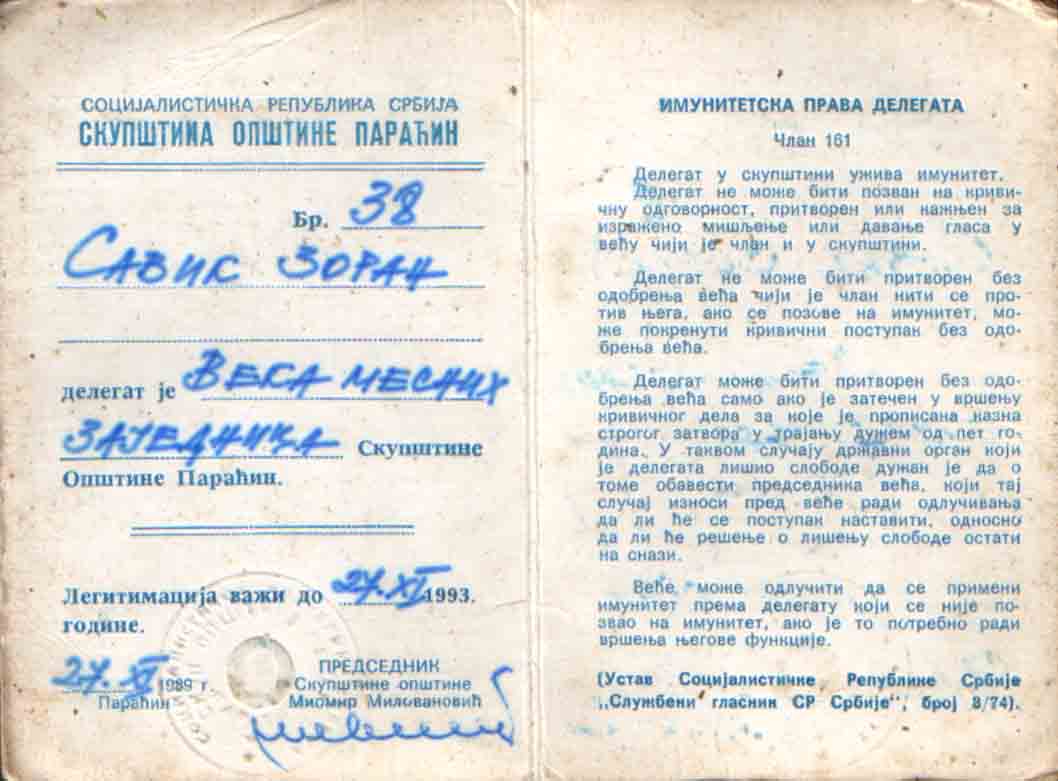 СОЦИЈАЛИСТИЧКА РЕПУБЛИКА СРБИЈА
СКУПШТИНА ОПШТИНЕ ПАРАЋИН
Бр. 38
САВИЋ ЗОРАН
делегат је ВЕЋА МЕСНИХ
ЗАЈЕДНИЦА Скупштине
Општине Параћин.
Легитимација важи до 27. XI 1993.
године.
27. XI 1989 г.
Параћин
ПРЕДСЕДНИК
Скупштине општине
Миомир Миловановић
ИМУНИТЕТСКА ПРАВА ДЕЛЕГАТА
Члан 161
Делегат у скупштини ужива имунитет.
Делегат не може бити позван на криви-
чну одговорност, притворен или кажњен за
изражено мишљење или давање гласа у
већу чији је члан и у скупштини.
Делегат не може бити притворен без
одобрења већа чији је члан нити се про-
тив њега, ако се позове на имунитет, мо-
же покренути кривични поступак без одо-
брења већа.
Делегат може бити притворен без одо-
брења већа само ако је затечен у вршењу
кривичног дела за које је прописана казна
строгог затвора у трајању дужем од пет го-
дина. У таквом случају државни орган који
је делегата лишио слободе дужан је да о
томе обавести председника већа, који тај
случај износи пред веће ради одлучивања
да ли ће се поступак наставити, односно
да ли ће решење о лишењу слободе остати
на снази.
Веће може одлучити да се примени
имунитет према делегату који се није по-
звао на имунитет, ако је то потребно ради
вршења његове функције.
(Устав Социјалистичке Републике Србије
„Службени гласник СР Србије", број 8/74).